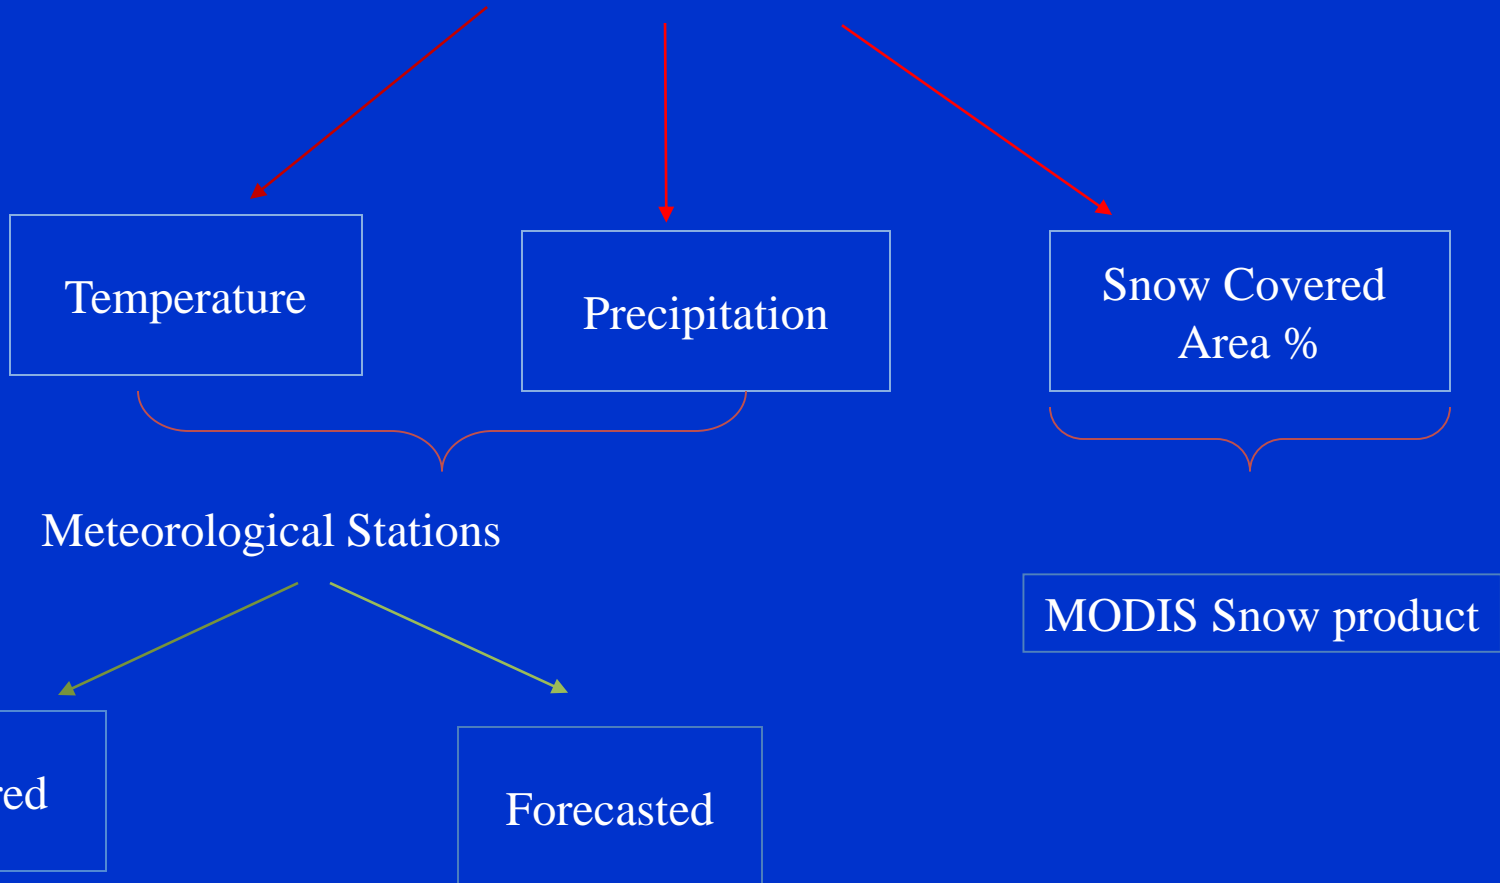 Temperature
Precipitation
Snow Covered
Area %
Meteorological Stations
MODIS Snow product
Forecasted